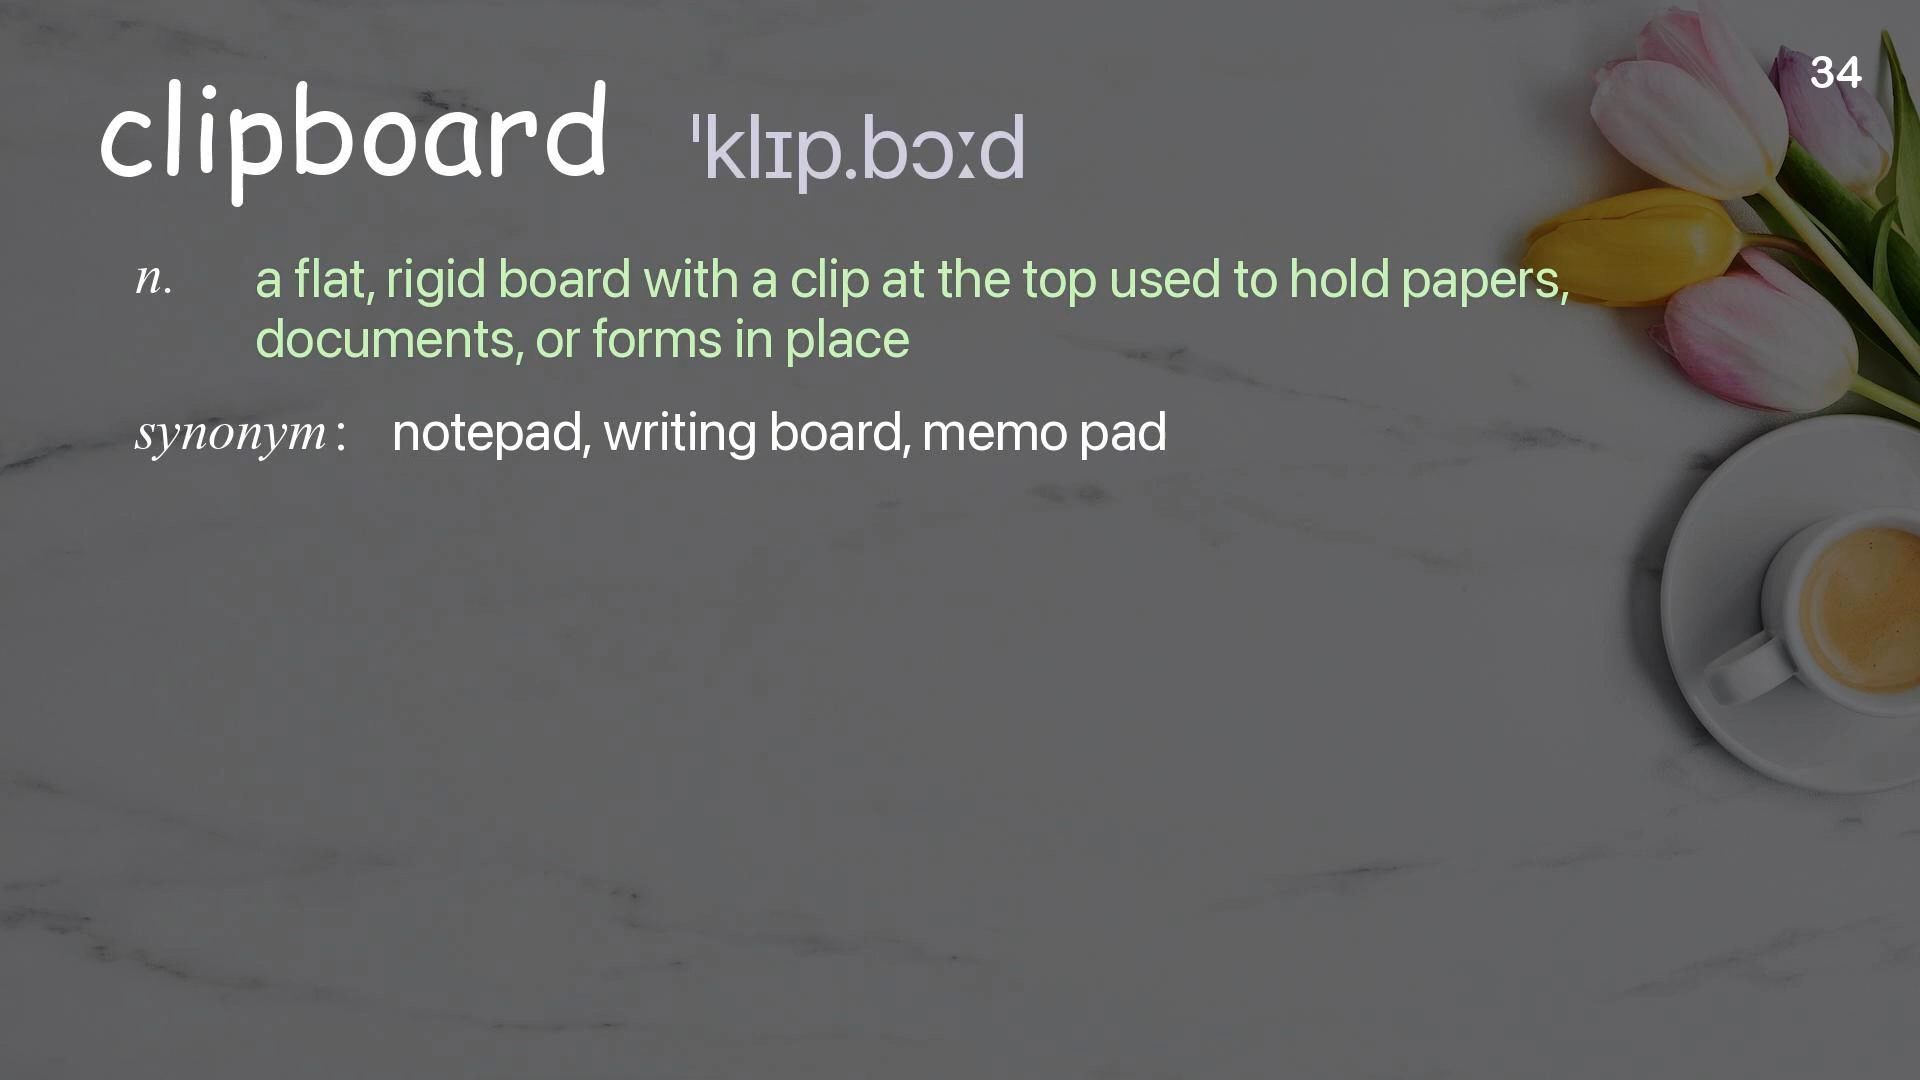 34
clipboard ˈklɪp.bɔːd
n. a flat, rigid board with a clip at the top used to hold papers,
documents, or forms in place
synonym: notepad, writing board, memo pad